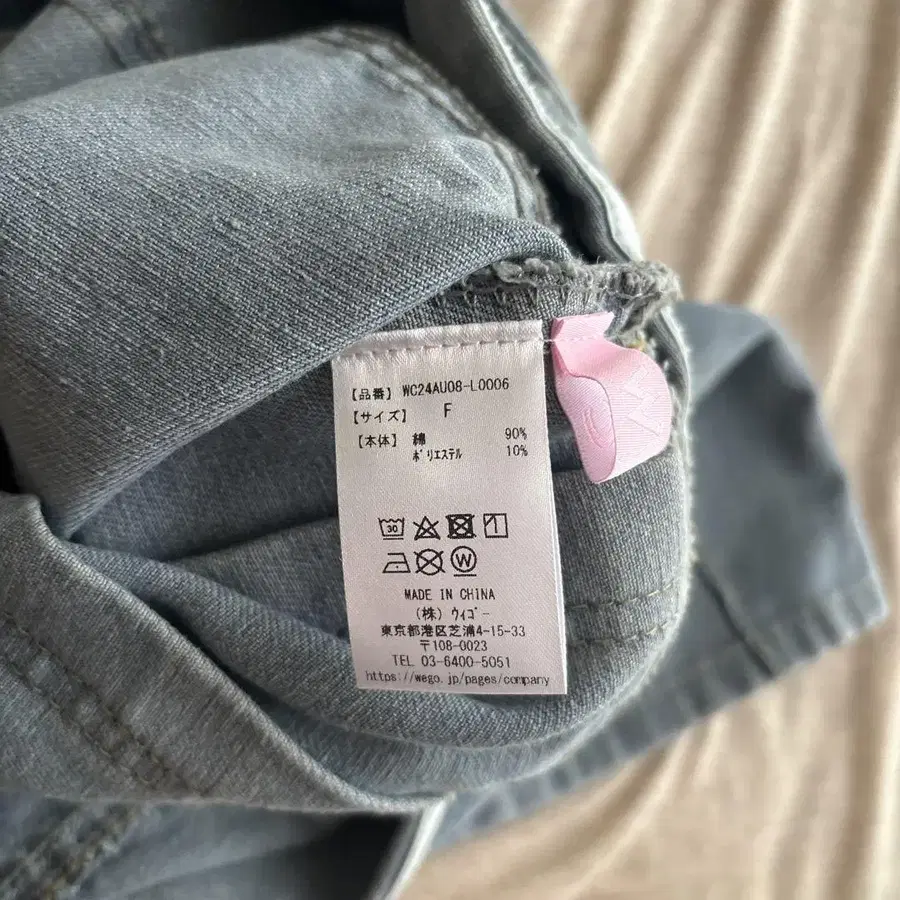 【品番】 WC24AU08-L0006
【サイズ】 F
【本体】 綿 90%
ポリエステル 10%
30
W
MADE IN CHINA
(株) ウィゴー
東京都港区芝浦4-15-33
〒108-0023
TEL 03-6400-5051
https://wego.jp/pages/company